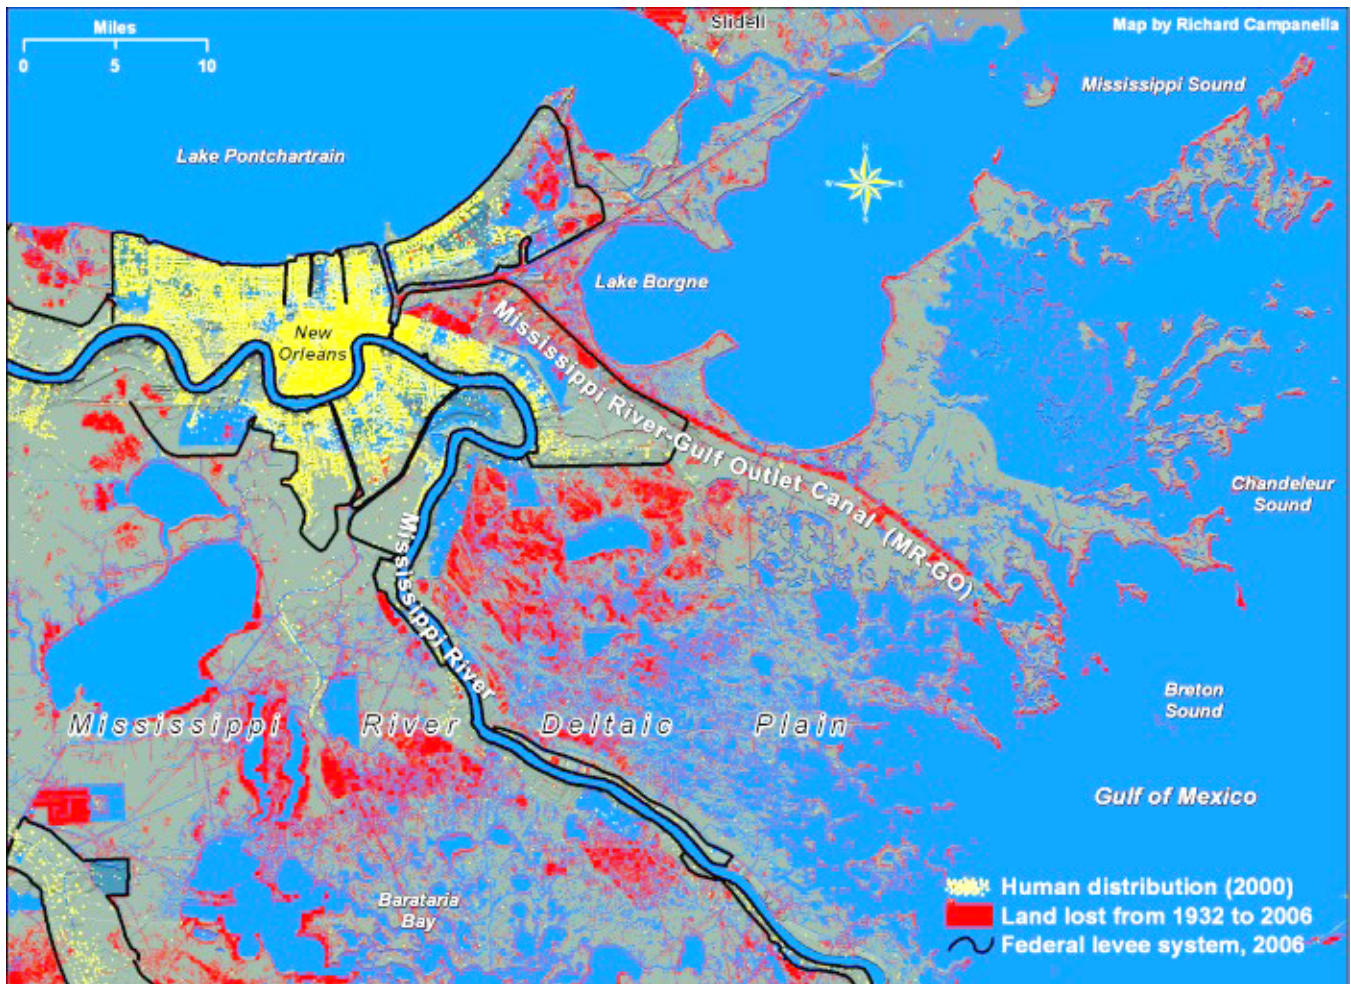 Miles
0 5 10
Slidell
Map by Richard Campanella
Mississippi Sound
Lake Pontchartrain
N
W E
S
Lake Borgne
New
Orleans
Mississippi River-Gulf Outlet Canal (MR-GO)
Chandeleur
Sound
Mississippi River
Breton
Sound
Mississippi River Deltaic Plain
Gulf of Mexico
Barataria
Bay
Human distribution (2000)
Land lost from 1932 to 2006
Federal levee system, 2006